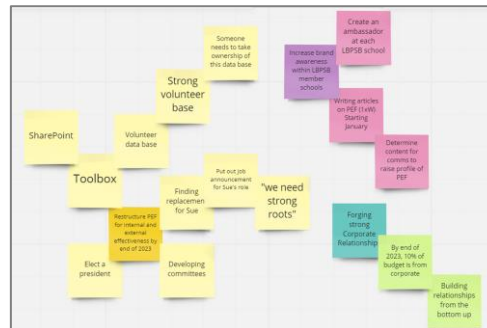 Someone
needs to take
ownership of
this data base
Strong
volunteer
base
SharePoint
Volunteer
data base
Toolbox
Finding
replacemen
for Sue
Put out job
announcement
for Sue's role
"we need
strong
roots"
Restructure PEF
for internal and
external
effectiveness by
end of 2023
Elect a
president
Developing
committees
Create an
ambassador
at each
LBPSB school
Increase brand
awareness
within LBPSB
member
schools
Writing articles
on PEF (1xW)
Starting
January
Determine
content for
comms to
raise profile of
PEF
Forging
strong
Corporate
Relationship
By end of
2023, 10% of
budget is from
corporate
Building
relationships
from the
bottom up